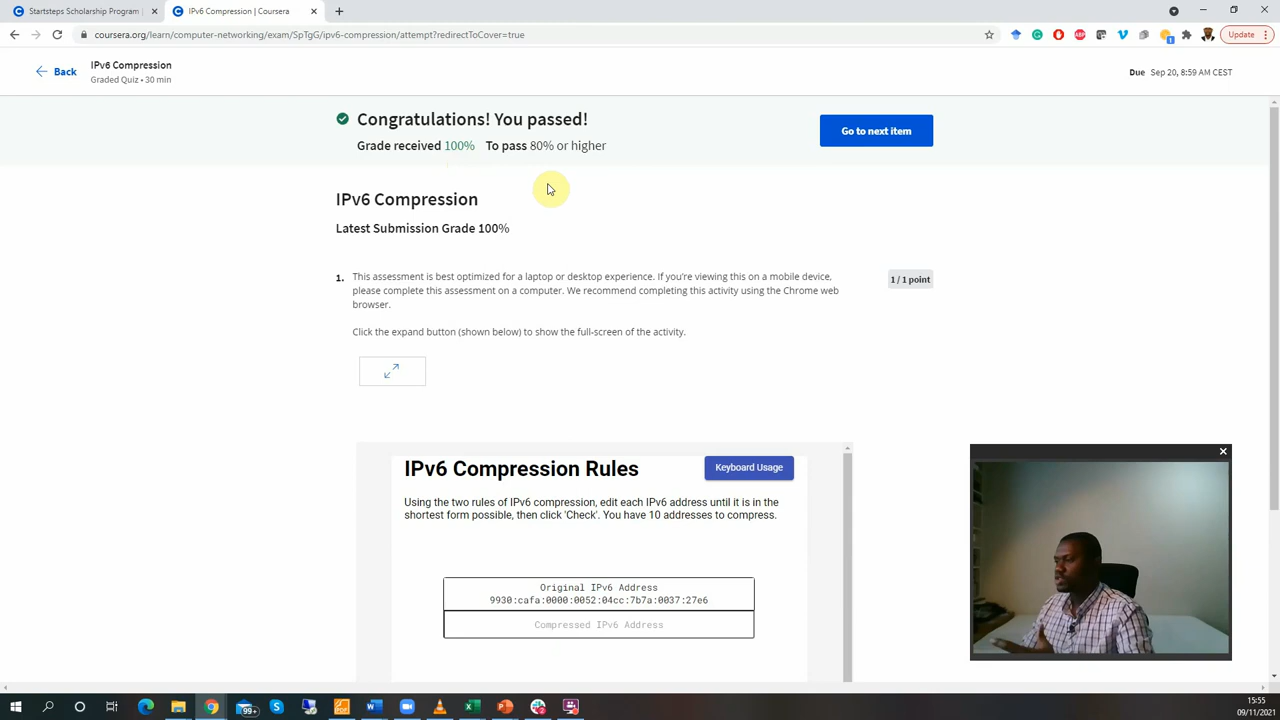 Startsteps Scholarship Program |
IPv6 Compression | Coursera
coursera.org/learn/computer-networking/exam/SpTgG/ipv6-compression/attempt?redirectToCover=true
Update
Back
IPv6 Compression
Graded Quiz • 30 min
Due Sep 20, 8:59 AM CEST
Congratulations! You passed!
Grade received 100% To pass 80% or higher
Go to next item
IPv6 Compression
Latest Submission Grade 100%
1. This assessment is best optimized for a laptop or desktop experience. If you're viewing this on a mobile device,
please complete this assessment on a computer. We recommend completing this activity using the Chrome web
browser.
1 / 1 point
Click the expand button (shown below) to show the full-screen of the activity.
IPv6 Compression Rules
Keyboard Usage
Using the two rules of IPv6 compression, edit each IPv6 address until it is in the
shortest form possible, then click 'Check'. You have 10 addresses to compress.
Original IPv6 Address
9930:cafa:0000:0052:04cc:7b7a:0037:27e6
Compressed IPv6 Address
99+
15:55
09/11/2021